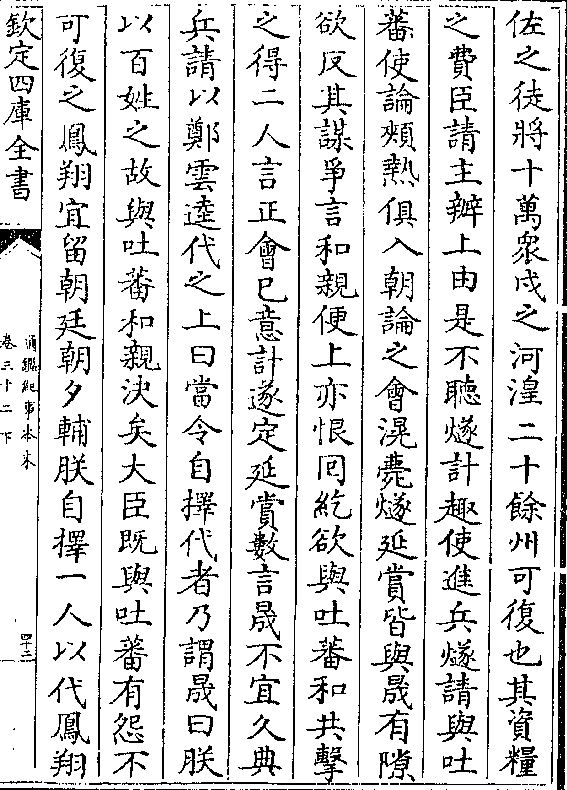 佐之徒將十萬衆戍之河湟二十餘州可復也其資糧
之費臣請主辦上由是不聽燧計趣使進兵燧請與吐
蕃使論頰熱俱入朝論之會滉薨燧延賞皆與晟有隙
欲反其謀爭言和親便上亦恨囘紇欲與吐蕃和共擊
之得二人言正會已意計遂定延賞數言晟不宜久典
兵請以鄭雲逵代之上曰當令自擇代者乃謂晟曰朕
以百姓之故與吐蕃和親決矣大臣既與吐蕃有怨不
可復之鳳翔宜留朝廷朝夕輔朕自擇一人以代鳳翔
欽定四庫全書
通鑑紀事本末
卷三十二下
四十三